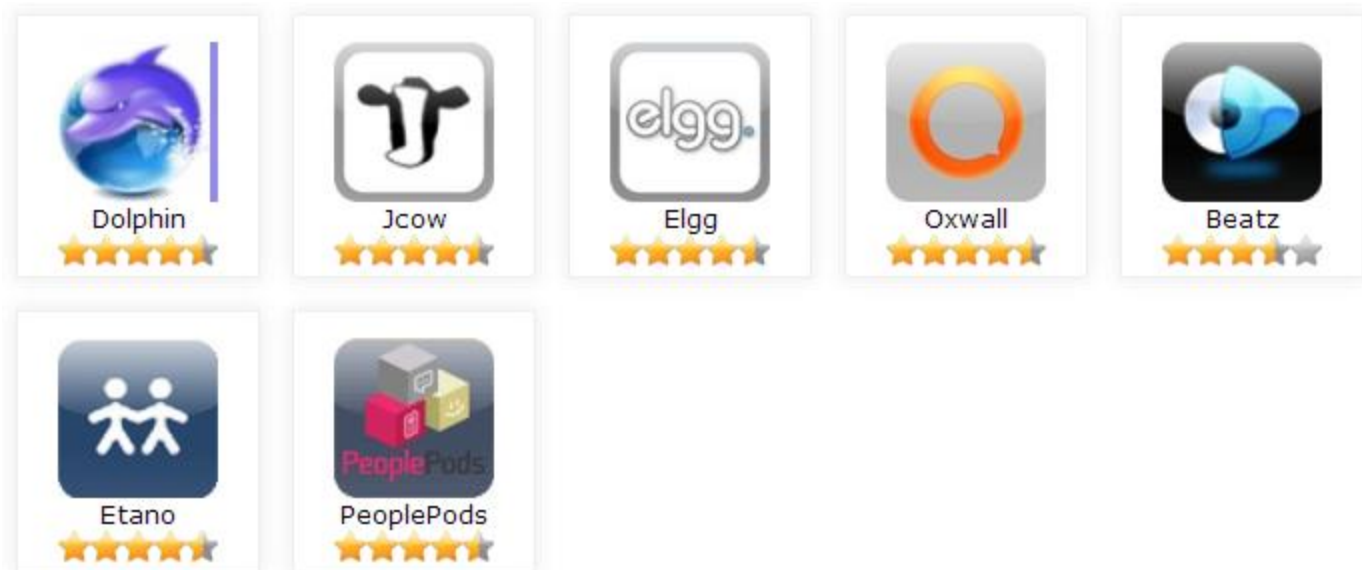 elgg.
Dolphin
Jcow
Elgg
Oxwall
Beatz
PeoplePods
Etano
PeoplePods